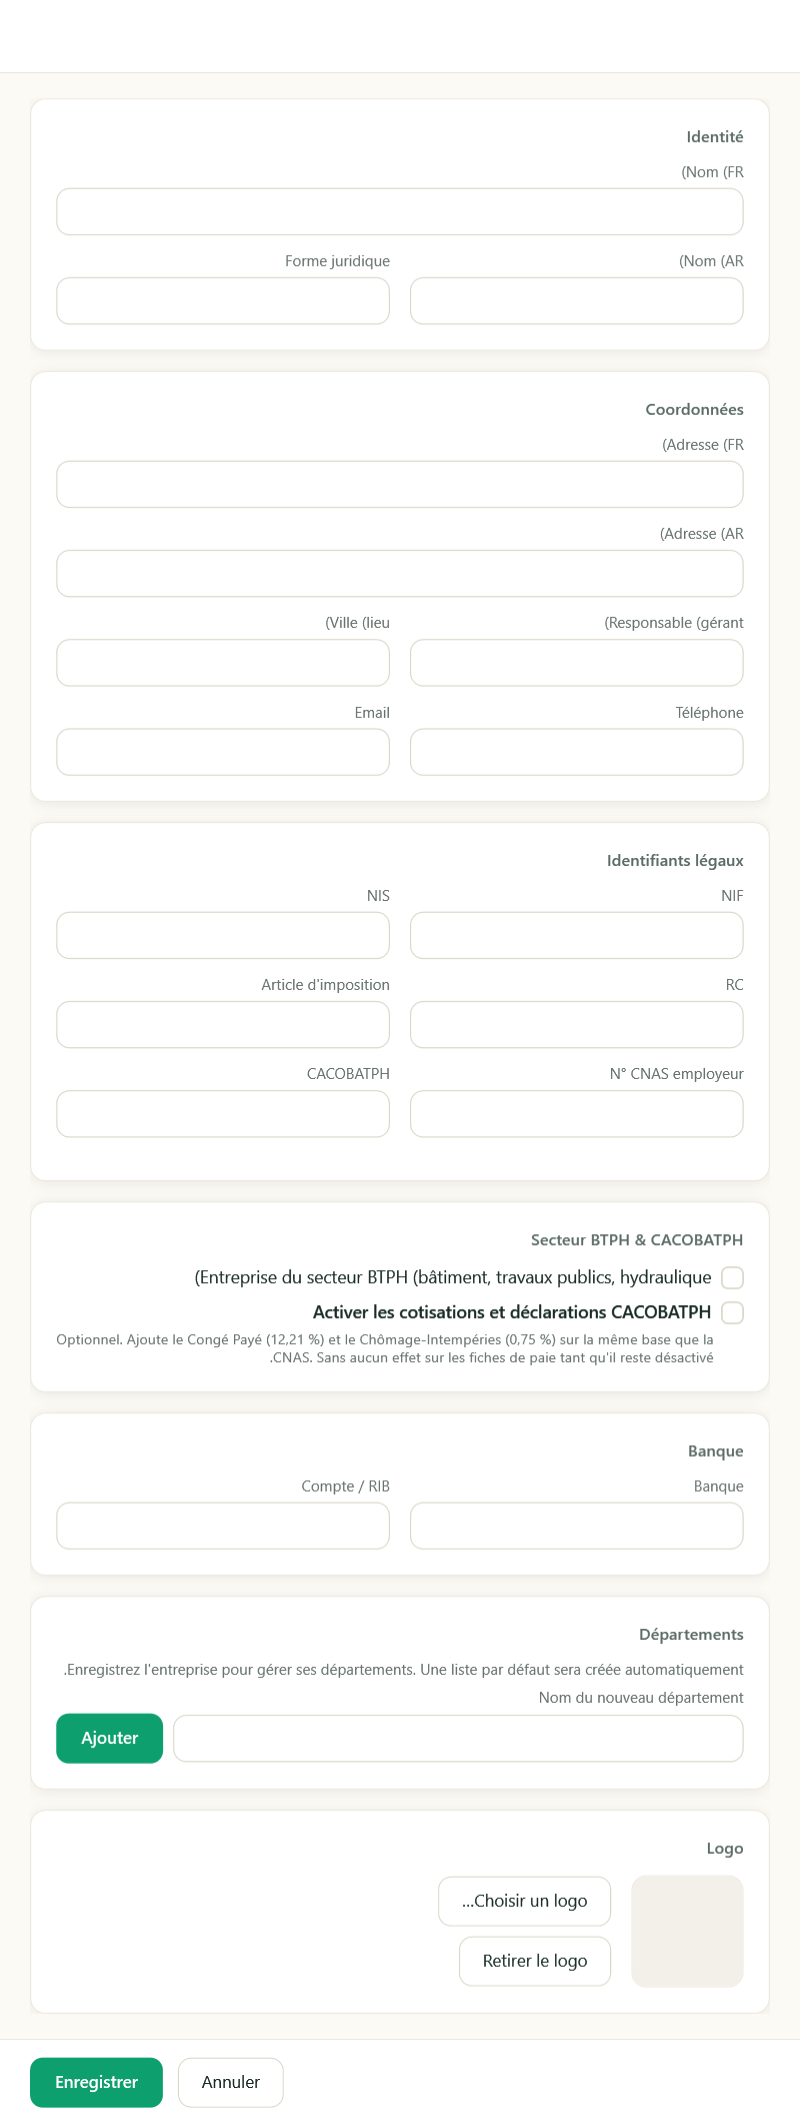 Identité
(Nom (FR
(Nom (AR
Forme juridique
Coordonnées
(Adresse (FR
(Adresse (AR
(Responsable (gérant
(Ville (lieu
Téléphone
Email
Identifiants légaux
NIF
NIS
RC
Article d'imposition
N° CNAS employeur
CACOBATPH
Secteur BTPH & CACOBATPH
(Entreprise du secteur BTPH (bâtiment, travaux publics, hydraulique
Activer les cotisations et déclarations CACOBATPH
Optionnel. Ajoute le Congé Payé (12,21 %) et le Chômage-Intempéries (0,75 %) sur la même base que la
.CNAS. Sans aucun effet sur les fiches de paie tant qu'il reste désactivé
Banque
Banque
Compte / RIB
Départements
.Enregistrez l'entreprise pour gérer ses départements. Une liste par défaut sera créée automatiquement
Nom du nouveau département
Ajouter
Logo
...Choisir un logo
Retirer le logo
Annuler
Enregistrer